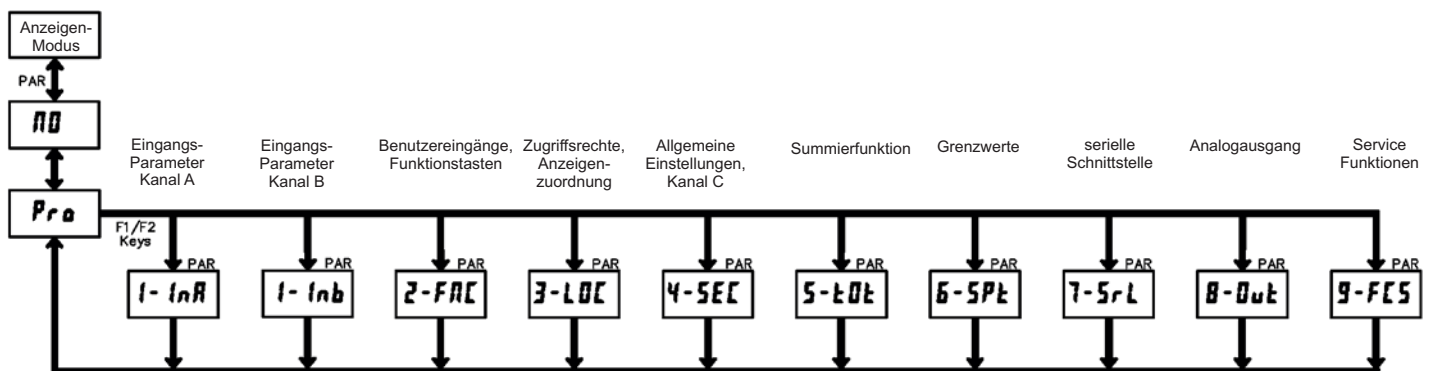 Anzeigen-
Modus
PAR
NO
Pro
F1/F2
Keys
Eingangs-
Parameter
Kanal A
Eingangs-
Parameter
Kanal B
Benutzereingänge,
Funktionstasten
Zugriffsrechte,
Anzeigen-
zuordnung
Allgemeine
Einstellungen,
Kanal C
Summierfunktion
Grenzwerte
serielle
Schnittstelle
Analogausgang
Service
Funktionen
PAR
1-InA
PAR
1-Inb
PAR
2-FNC
PAR
3-LOC
PAR
4-SEC
PAR
5-tOt
PAR
6-SPt
PAR
7-SrL
PAR
8-Out
PAR
9-FCS